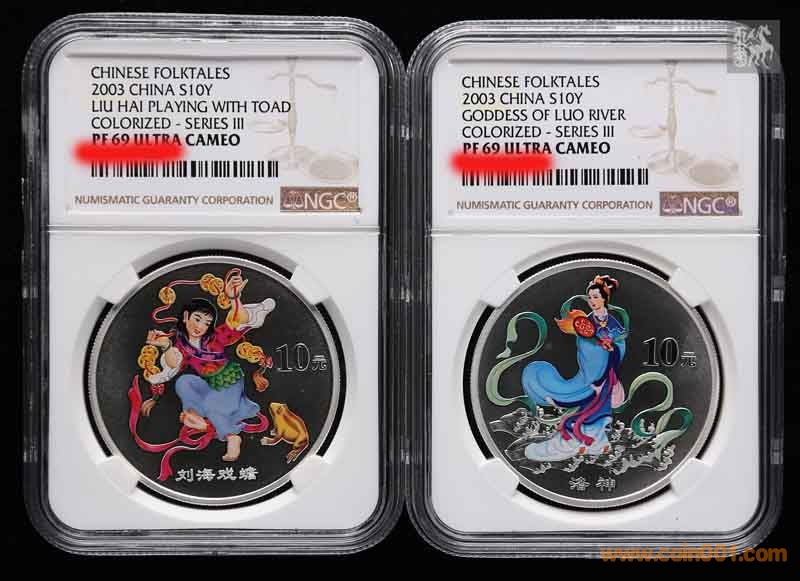 CHINESE FOLKTALES
2003 CHINA S10Y
LIU HAI PLAYING WITH TOAD
COLORIZED - SERIES III
PF 69 ULTRA CAMEO
NUMISMATIC GUARANTY CORPORATION
NGC®
10元
刘海戏蟾
CHINESE FOLKTALES
2003 CHINA S10Y
GODDESS OF LUO RIVER
COLORIZED - SERIES III
PF 69 ULTRA CAMEO
NUMISMATIC GUARANTY CORPORATION
NGC®
10元
洛神
www.coin001.com